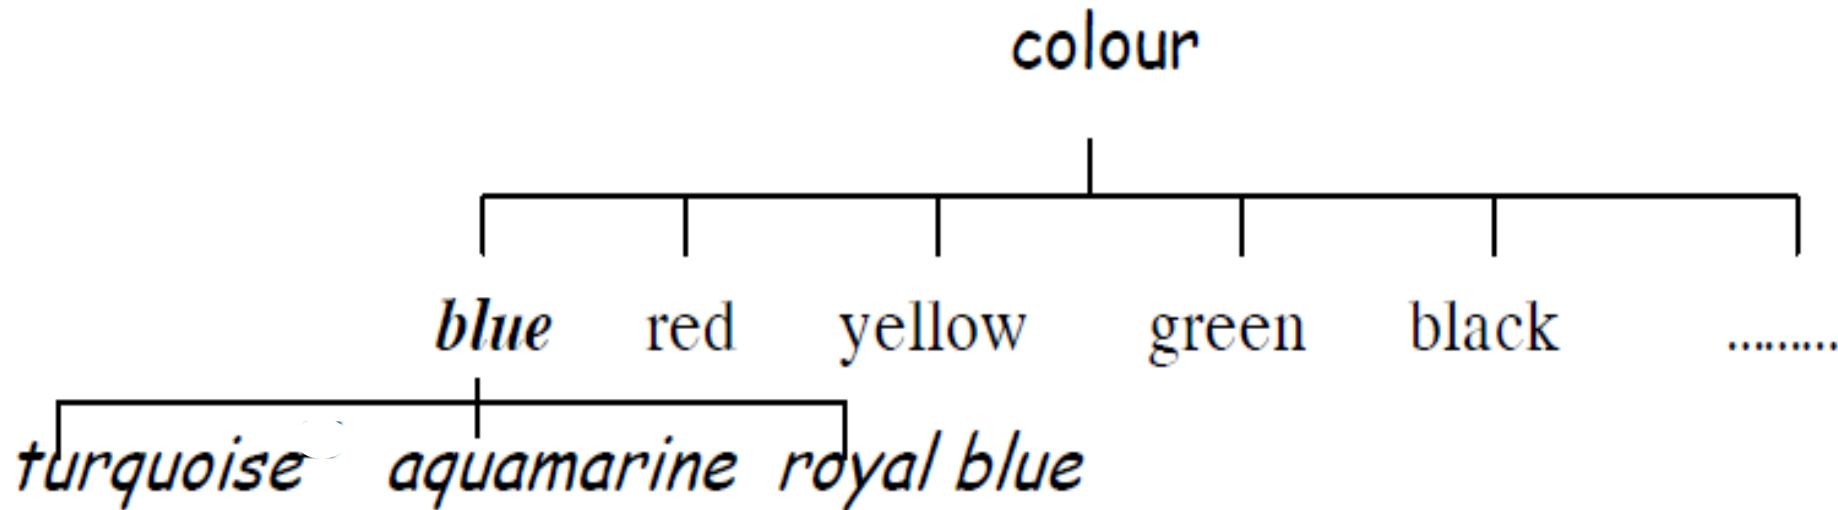 colour
blue red yellow green black .........
turquoise aquamarine royal blue